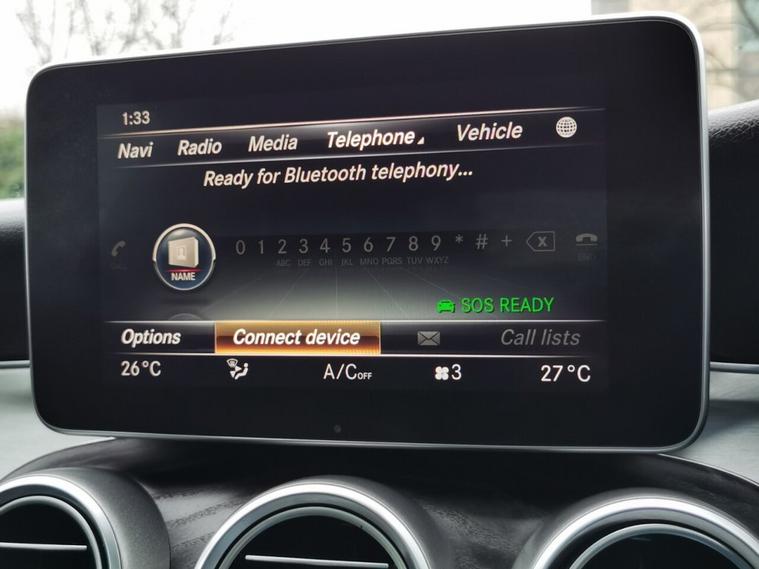 1:33
Navi Radio Media Telephone Vehicle
Ready for Bluetooth telephony...
NAME
0 1 2 3 4 5 6 7 8 9 * # +
ABC DEF GHI JKL MNO PQRS TUV WXYZ
END
SOS READY
Options Connect device Call lists
26°C A/C OFF 3 27°C